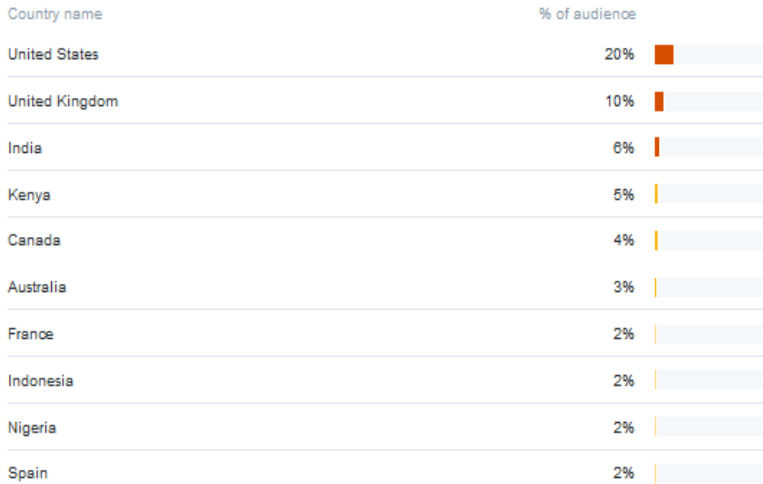 Country name % of audience
United States 20%
United Kingdom 10%
India 6%
Kenya 5%
Canada 4%
Australia 3%
France 2%
Indonesia 2%
Nigeria 2%
Spain 2%